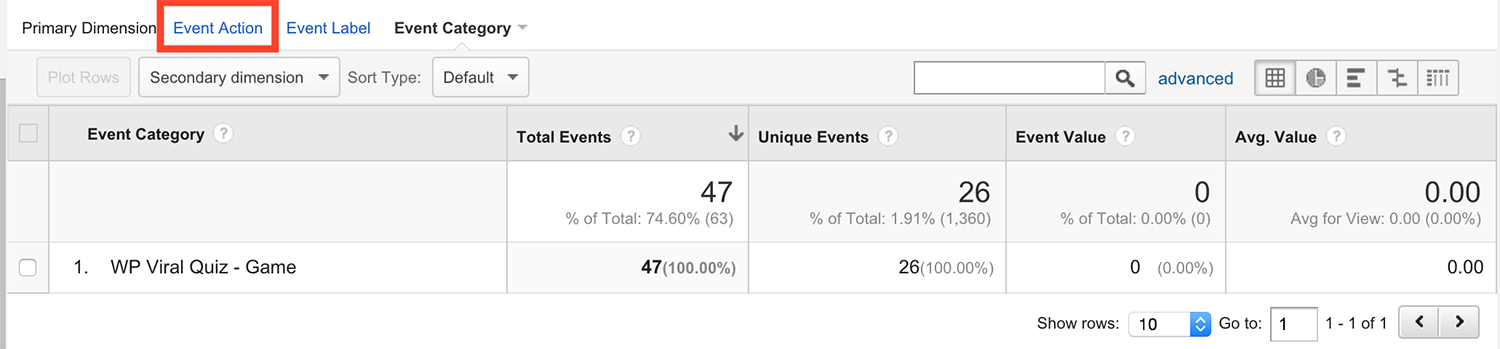 Primary Dimension Event Action Event Label Event Category
Plot Rows Secondary dimension Sort Type: Default advanced
Event Category ? Total Events ? Unique Events ? Event Value ? Avg. Value ?
47 26 0 0.00
% of Total: 74.60% (63) % of Total: 1.91% (1,360) % of Total: 0.00% (0) Avg for View: 0.00 (0.00%)
1. WP Viral Quiz - Game 47(100.00%) 26(100.00%) 0 (0.00%) 0.00
Show rows: 10 Go to: 1 1 - 1 of 1